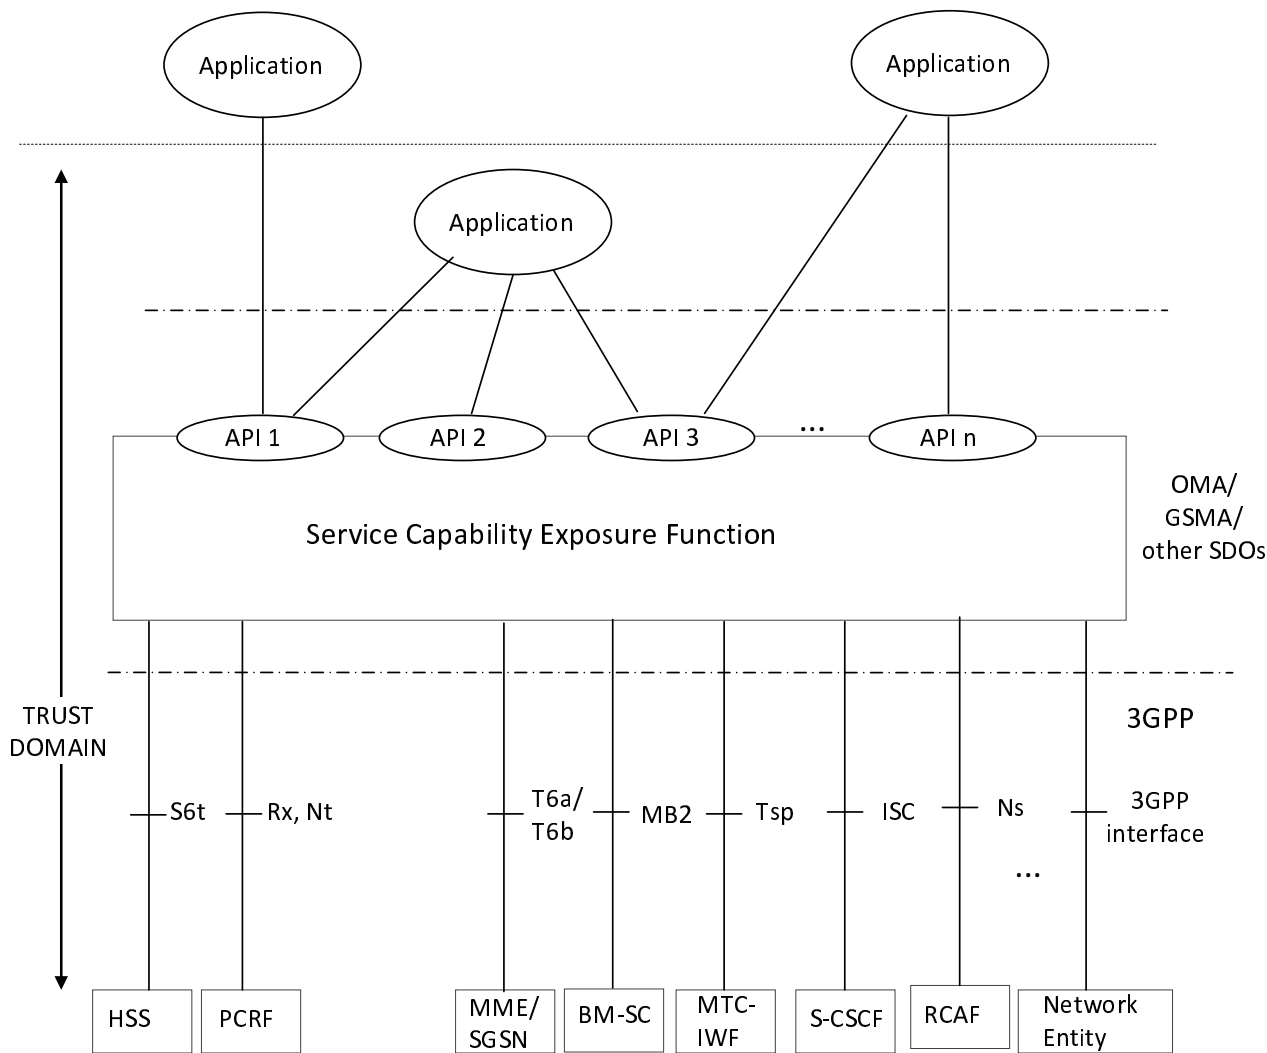 Application
Application
Application
API 1
API 2
API 3
...
API n
Service Capability Exposure Function
OMA/
GSMA/
other SDOs
TRUST
DOMAIN
3GPP
S6t
Rx, Nt
T6a/
T6b
MB2
Tsp
ISC
Ns
3GPP
interface
...
HSS
PCRF
MME/
SGSN
BM-SC
MTC-
IWF
S-CSCF
RCAF
Network
Entity